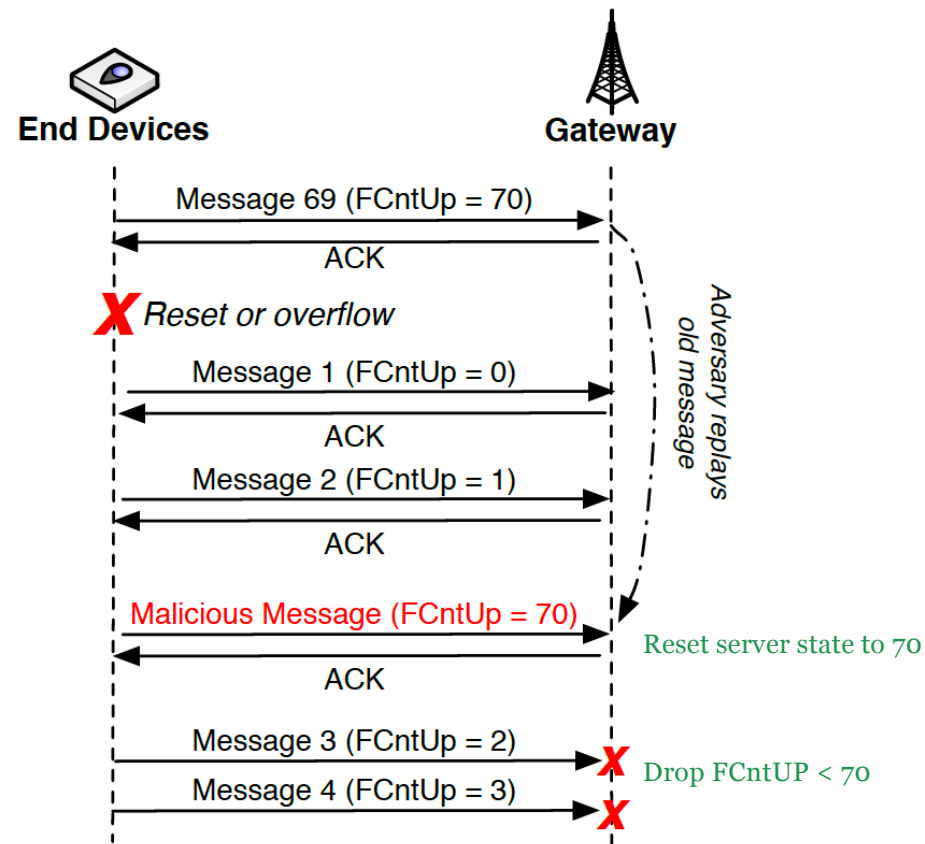 End Devices
Gateway
Message 69 (FCntUp = 70)
ACK
X Reset or overflow
Adversary replays
old message
Message 1 (FCntUp = 0)
ACK
Message 2 (FCntUp = 1)
ACK
Malicious Message (FCntUp = 70)
Reset server state to 70
ACK
Message 3 (FCntUp = 2)
X
Drop FCntUP < 70
Message 4 (FCntUp = 3)
X